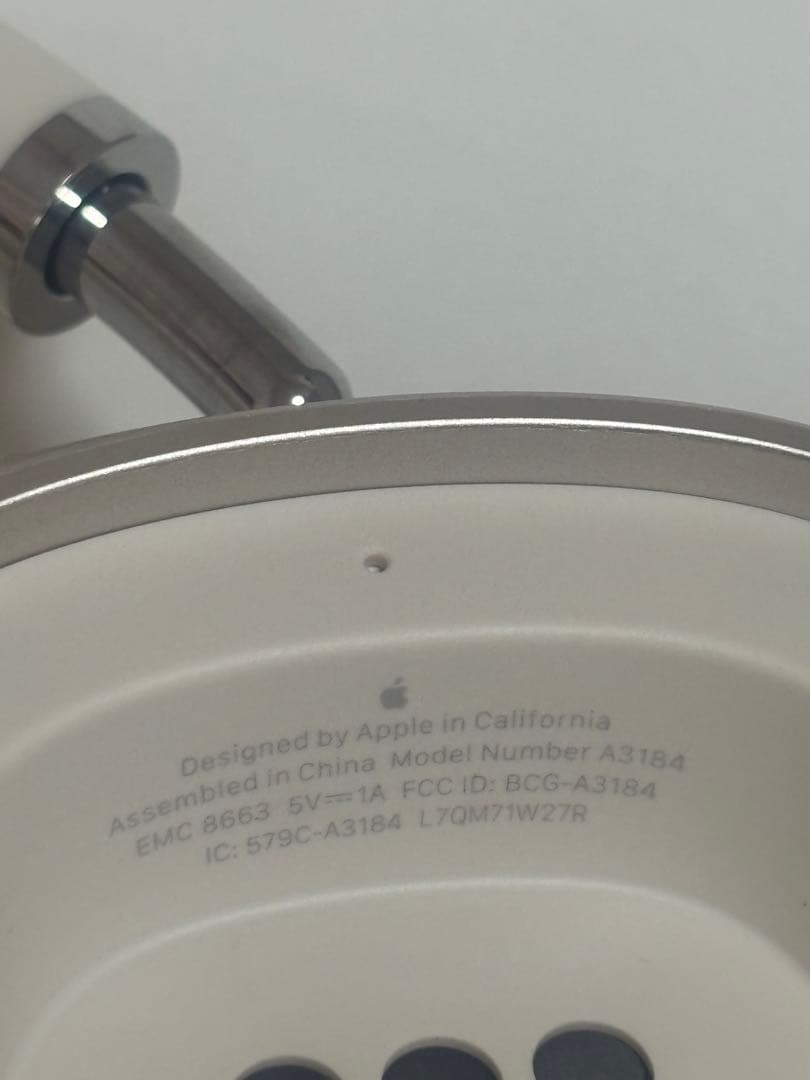 Designed by Apple in California
Assembled in China Model Number A3184
EMC 8663 5V⎓1A FCC ID: BCG-A3184
IC: 579C-A3184 L7QM71W27R